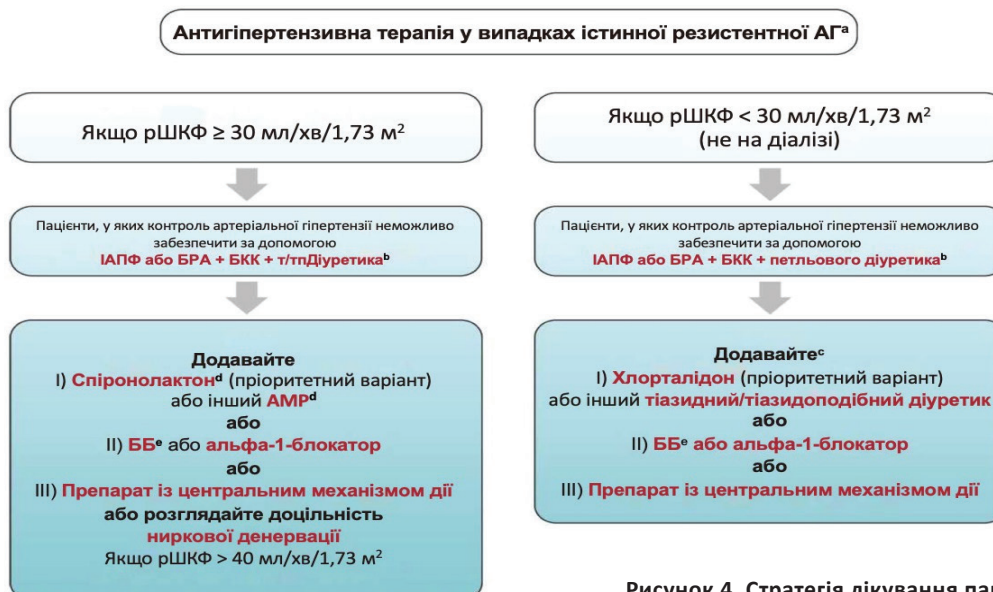 Антигіпертензивна терапія у випадках істинної резистентної АГᵃ
Якщо рШКФ ≥ 30 мл/хв/1,73 м²
Пацієнти, у яких контроль артеріальної гіпертензії неможливо
забезпечити за допомогою
ІАПФ або БРА + БКК + т/тпДіуретикаᵇ
Додавайте
I) Спіронолактонᵈ (пріоритетний варіант)
або інший АМРᵈ
або
II) ББᵉ або альфа-1-блокатор
або
III) Препарат із центральним механізмом дії
або розглядайте доцільність
ниркової денервації
Якщо рШКФ > 40 мл/хв/1,73 м²
Якщо рШКФ < 30 мл/хв/1,73 м²
(не на діалізі)
Пацієнти, у яких контроль артеріальної гіпертензії неможливо
забезпечити за допомогою
ІАПФ або БРА + БКК + петльового діуретикаᵇ
Додавайтеᶜ
I) Хлорталідон (пріоритетний варіант)
або інший тіазидний/тіазидоподібний діуретик
або
II) ББᵉ або альфа-1-блокатор
або
III) Препарат із центральним механізмом дії
Рисунок 4. Стратегія лікування